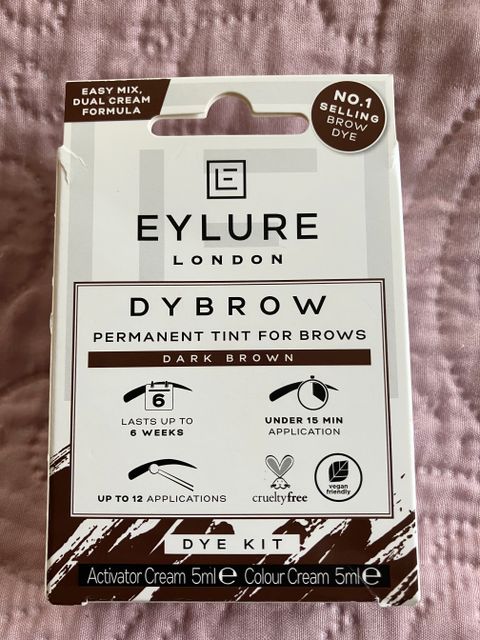 EASY MIX,
DUAL CREAM
FORMULA
NO.1
SELLING
BROW
DYE
E
EYLURE
LONDON
DYBROW
PERMANENT TINT FOR BROWS
DARK BROWN
6
LASTS UP TO
6 WEEKS
UNDER 15 MIN
APPLICATION
UP TO 12 APPLICATIONS
crueltyfree
vegan
friendly
DYE KIT
Activator Cream 5ml e Colour Cream 5ml e